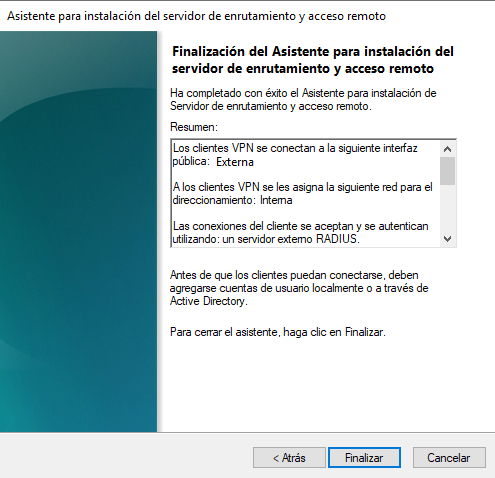 Asistente para instalación del servidor de enrutamiento y acceso remoto
Finalización del Asistente para instalación del
servidor de enrutamiento y acceso remoto
Ha completado con éxito el Asistente para instalación de
Servidor de enrutamiento y acceso remoto.
Resumen:
Los clientes VPN se conectan a la siguiente interfaz
pública: Externa
A los clientes VPN se les asigna la siguiente red para el
direccionamiento: Interna
Las conexiones del cliente se aceptan y se autentican
utilizando: un servidor externo RADIUS.
Antes de que los clientes puedan conectarse, deben
agregarse cuentas de usuario localmente o a través de
Active Directory.
Para cerrar el asistente, haga clic en Finalizar.
< Atrás Finalizar Cancelar